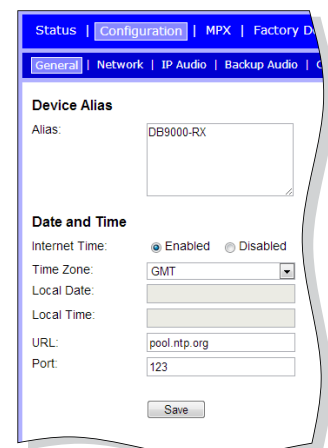 Status | Configuration | MPX | Factory
General | Network | IP Audio | Backup Audio |
Device Alias
Alias: DB9000-RX
Date and Time
Internet Time: Enabled Disabled
Time Zone: GMT
Local Date:
Local Time:
URL: pool.ntp.org
Port: 123
Save